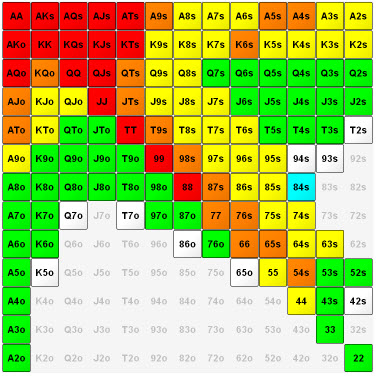 AA AKs AQs AJs ATs A9s A8s A7s A6s A5s A4s A3s A2s
AKo KK KQs KJs KTs K9s K8s K7s K6s K5s K4s K3s K2s
AQo KQo QQ QJs QTs Q9s Q8s Q7s Q6s Q5s Q4s Q3s Q2s
AJo KJo QJo JJ JTs J9s J8s J7s J6s J5s J4s J3s J2s
ATo KTo QTo JTo TT T9s T8s T7s T6s T5s T4s T3s T2s
A9o K9o Q9o J9o T9o 99 98s 97s 96s 95s 94s 93s 92s
A8o K8o Q8o J8o T8o 98o 88 87s 86s 85s 84s 83s 82s
A7o K7o Q7o J7o T7o 97o 87o 77 76s 75s 74s 73s 72s
A6o K6o Q6o J6o T6o 96o 86o 76o 66 65s 64s 63s 62s
A5o K5o Q5o J5o T5o 95o 85o 75o 65o 55 54s 53s 52s
A4o K4o Q4o J4o T4o 94o 84o 74o 64o 54o 44 43s 42s
A3o K3o Q3o J3o T3o 93o 83o 73o 63o 53o 43o 33 32s
A2o K2o Q2o J2o T2o 92o 82o 72o 62o 52o 42o 32o 22